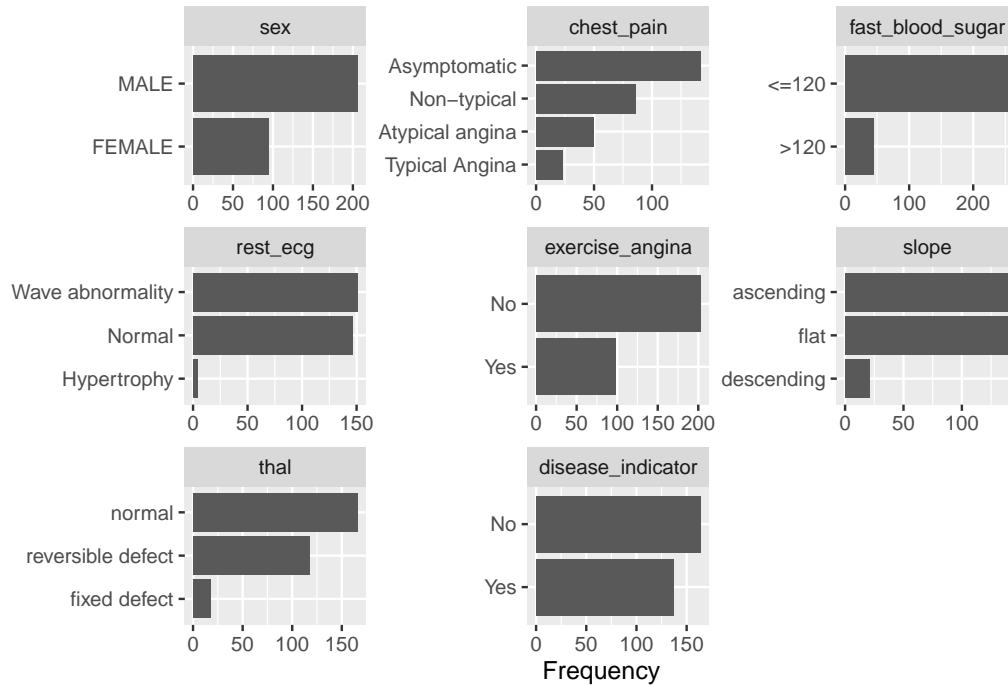 sex
MALE
FEMALE
0 50 100 150 200
chest_pain
Asymptomatic
Non−typical
Atypical angina
Typical Angina
0 50 100
fast_blood_sugar
<=120
>120
0 100 200
rest_ecg
Wave abnormality
Normal
Hypertrophy
0 50 100 150
exercise_angina
No
Yes
0 50 100 150 200
slope
ascending
flat
descending
0 50 100
thal
normal
reversible defect
fixed defect
0 50 100 150
disease_indicator
No
Yes
0 50 100 150
Frequency